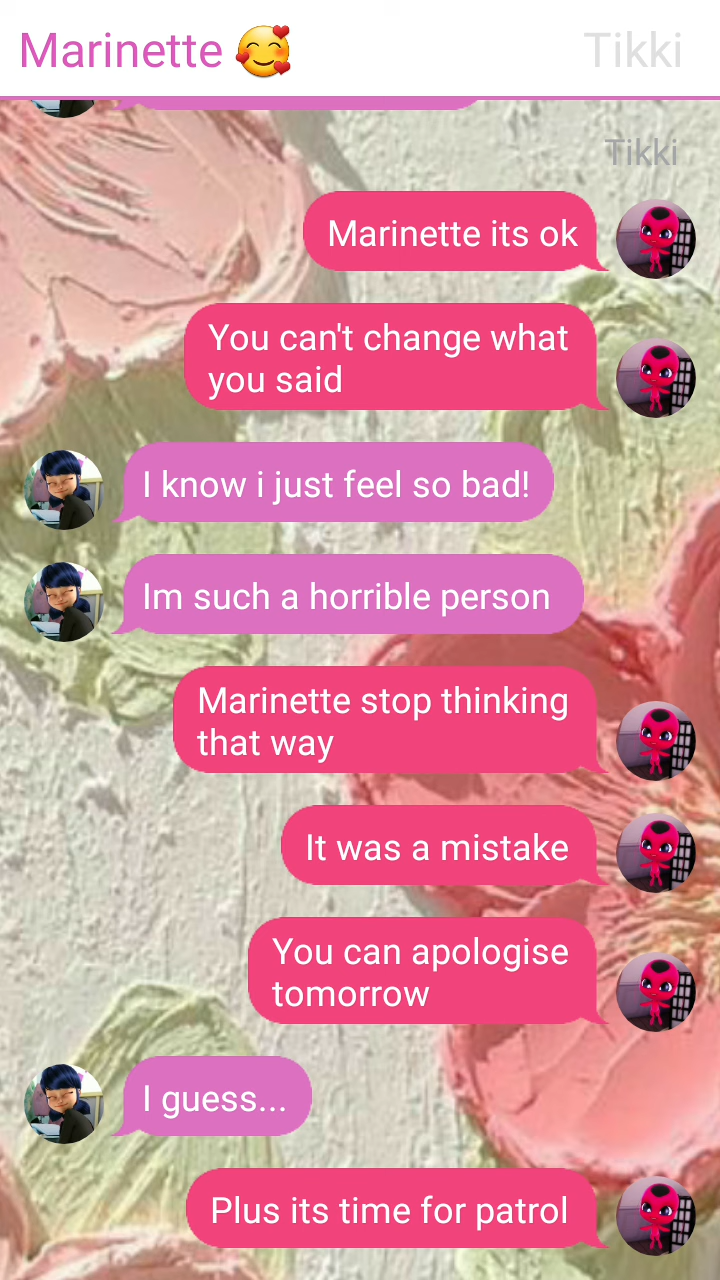 Marinette 🥰 Tikki
Tikki
Marinette its ok
You can't change what
you said
I know i just feel so bad!
Im such a horrible person
Marinette stop thinking
that way
It was a mistake
You can apologise
tomorrow
I guess...
Plus its time for patrol